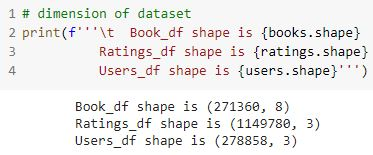 1 # dimension of dataset
2 print(f'''\t  Book_df shape is {books.shape}
3          Ratings_df shape is {ratings.shape}
4          Users_df shape is {users.shape}''')
Book_df shape is (271360, 8)
Ratings_df shape is (1149780, 3)
Users_df shape is (278858, 3)